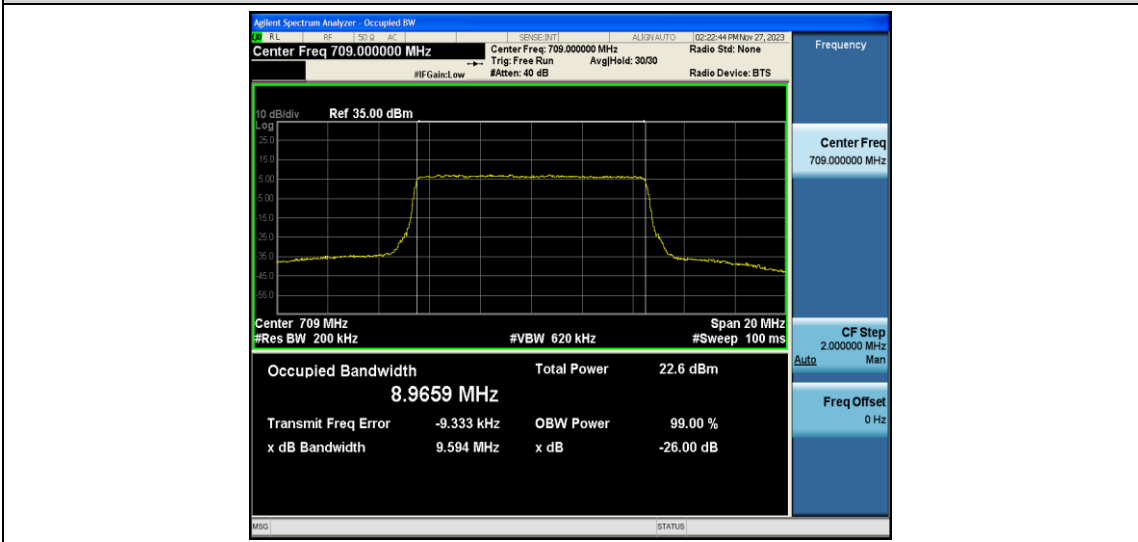 Agilent Spectrum Analyzer - Occupied BW
LXI RL RF 50 Ω AC SENSE:INT ALIGNAUTO 02:22:44 PM Nov 27, 2023
Center Freq 709.000000 MHz Center Freq: 709.000000 MHz Radio Std: None
Trig: Free Run Avg|Hold: 30/30
#IFGain:Low #Atten: 40 dB Radio Device: BTS
10 dB/div Ref 35.00 dBm
Log
25.0
15.0
5.00
-5.00
-15.0
-25.0
-35.0
-45.0
-55.0
Center 709 MHz Span 20 MHz
#Res BW 200 kHz #VBW 620 kHz #Sweep 100 ms
Occupied Bandwidth Total Power 22.6 dBm
8.9659 MHz
Transmit Freq Error -9.333 kHz OBW Power 99.00 %
x dB Bandwidth 9.594 MHz x dB -26.00 dB
MSG STATUS
Frequency
Center Freq
709.000000 MHz
CF Step
2.000000 MHz
Auto Man
Freq Offset
0 Hz